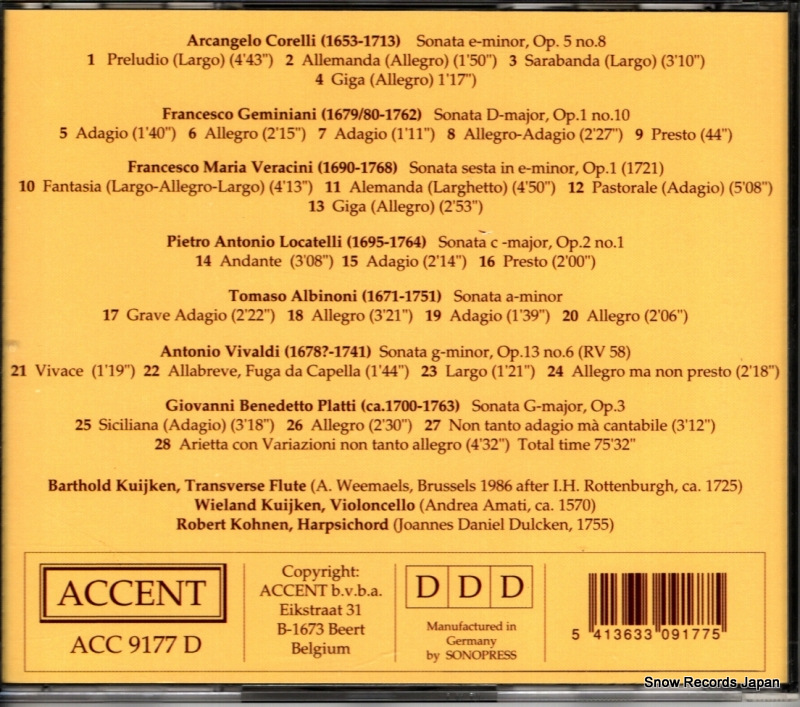 Arcangelo Corelli (1653-1713) Sonata e-minor, Op. 5 no.8
1 Preludio (Largo) (4'43") 2 Allemanda (Allegro) (1'50") 3 Sarabanda (Largo) (3'10")
4 Giga (Allegro) 1'17")
Francesco Geminiani (1679/80-1762) Sonata D-major, Op.1 no.10
5 Adagio (1'40") 6 Allegro (2'15") 7 Adagio (1'11") 8 Allegro-Adagio (2'27") 9 Presto (44")
Francesco Maria Veracini (1690-1768) Sonata sesta in e-minor, Op.1 (1721)
10 Fantasia (Largo-Allegro-Largo) (4'13") 11 Alemanda (Larghetto) (4'50") 12 Pastorale (Adagio) (5'08")
13 Giga (Allegro) (2'53")
Pietro Antonio Locatelli (1695-1764) Sonata c -major, Op.2 no.1
14 Andante (3'08") 15 Adagio (2'14") 16 Presto (2'00")
Tomaso Albinoni (1671-1751) Sonata a-minor
17 Grave Adagio (2'22") 18 Allegro (3'21") 19 Adagio (1'39") 20 Allegro (2'06")
Antonio Vivaldi (1678?-1741) Sonata g-minor, Op.13 no.6 (RV 58)
21 Vivace (1'19") 22 Allabreve, Fuga da Capella (1'44") 23 Largo (1'21") 24 Allegro ma non presto (2'18")
Giovanni Benedetto Platti (ca.1700-1763) Sonata G-major, Op.3
25 Siciliana (Adagio) (3'18") 26 Allegro (2'30") 27 Non tanto adagio mà cantabile (3'12")
28 Arietta con Variazioni non tanto allegro (4'32") Total time 75'32"
Barthold Kuijken, Transverse Flute (A. Weemaels, Brussels 1986 after I.H. Rottenburgh, ca. 1725)
Wieland Kuijken, Violoncello (Andrea Amati, ca. 1570)
Robert Kohnen, Harpsichord (Joannes Daniel Dulcken, 1755)
ACCENT
ACC 9177 D
Copyright:
ACCENT b.v.b.a.
Eikstraat 31
B-1673 Beert
Belgium
D D D
Manufactured in
Germany
by SONOPRESS
5 413633 091775
Snow Records Japan